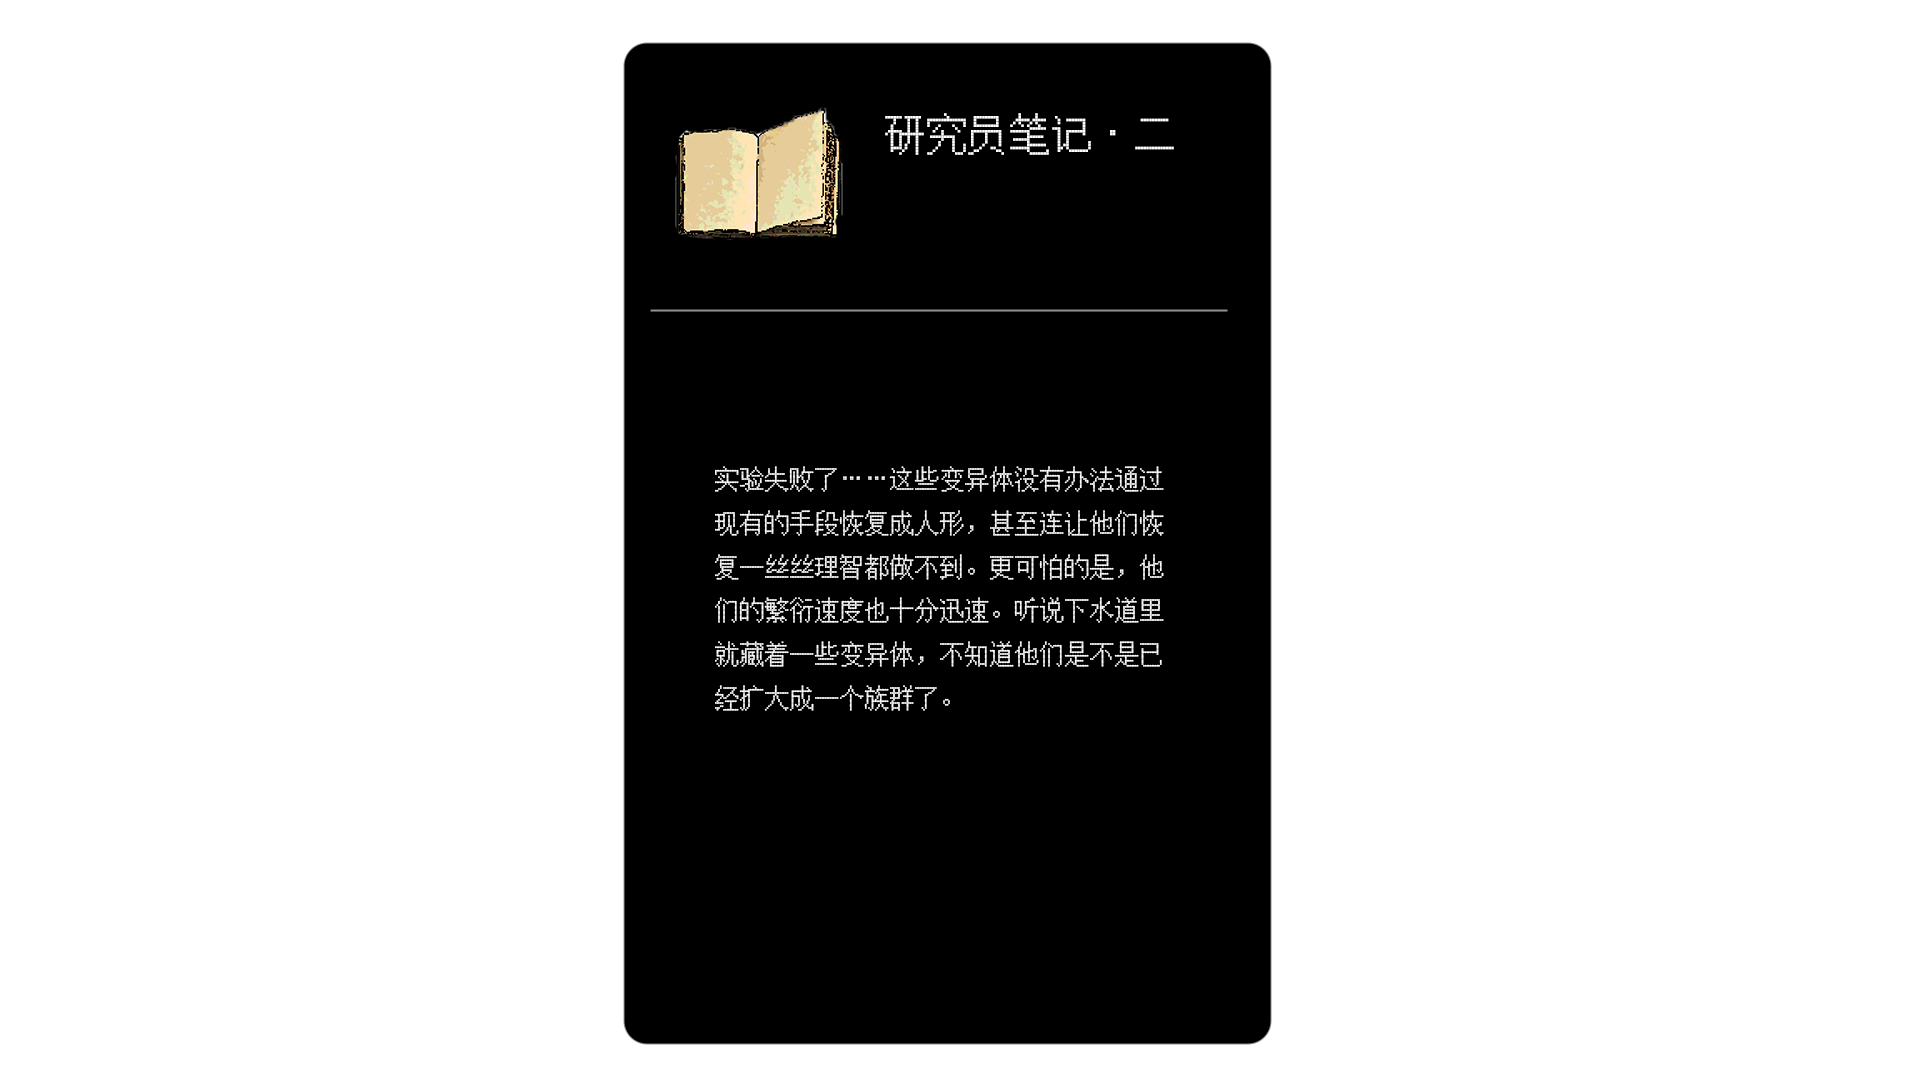 研究员笔记·二
实验失败了……这些变异体没有办法通过
现有的手段恢复成人形，甚至连让他们恢
复一丝丝理智都做不到。更可怕的是，他
们的繁衍速度也十分迅速。听说下水道里
就藏着一些变异体，不知道他们是不是已
经扩大成一个族群了。